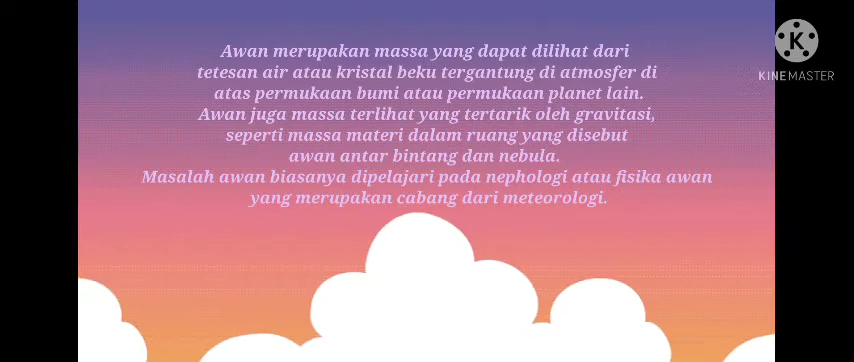 Awan merupakan massa yang dapat dilihat dari
tetesan air atau kristal beku tergantung di atmosfer di
atas permukaan bumi atau permukaan planet lain.
Awan juga massa terlihat yang tertarik oleh gravitasi,
seperti massa materi dalam ruang yang disebut
awan antar bintang dan nebula.
Masalah awan biasanya dipelajari pada nephologi atau fisika awan
yang merupakan cabang dari meteorologi.
K
KINEMASTER